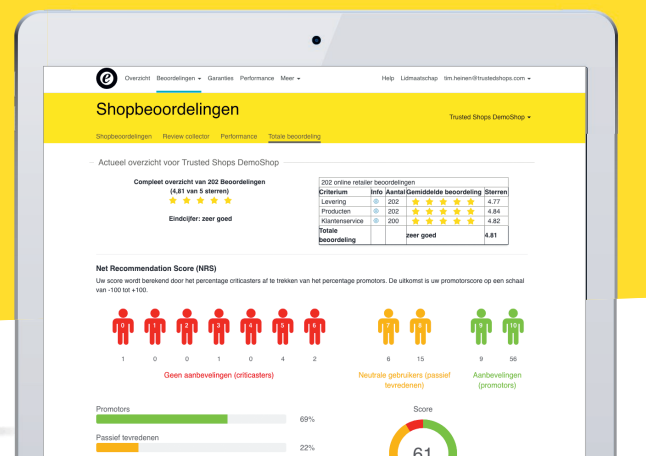 e
Overzicht Beoordelingen Garanties Performance Meer Help Lidmaatschap tim.heinen@trustedshops.com
Shopbeoordelingen
Trusted Shops DemoShop
Shopbeoordelingen Review collector Performance Totale beoordeling
Actueel overzicht voor Trusted Shops DemoShop
Compleet overzicht van 202 Beoordelingen
(4,81 van 5 sterren)
Eindcijfer: zeer goed
202 online retailer beoordelingen
Criterium Info Aantal Gemiddelde beoordeling Sterren
Levering 202 4.77
Producten 202 4.84
Klantenservice 200 4.82
Totale
beoordeling zeer goed 4.81
Net Recommendation Score (NRS)
Uw score wordt berekend door het percentage criticasters af te trekken van het percentage promotors. De uitkomst is uw promotorscore op een schaal
van -100 tot +100.
0 1 2 3 4 5 6 7 8 9 10
1 0 0 1 0 4 2 6 15 9 56
Geen aanbevelingen (criticasters)
Neutrale gebruikers (passief
tevredenen)
Aanbevelingen
(promotors)
Promotors
69%
Passief tevredenen
22%
Score
61